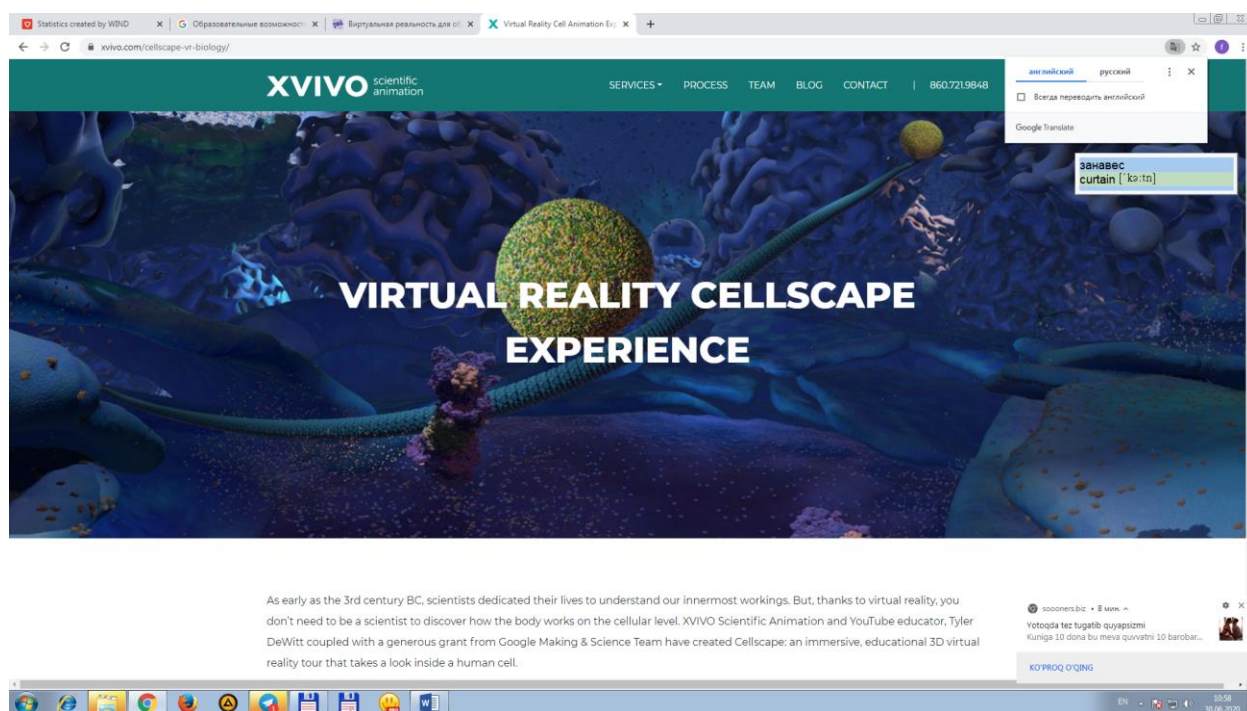 Statistics created by WIND
Образовательные возможност
Виртуальная реальность для об
Virtual Reality Cell Animation Exp
xvivo.com/cellscape-vr-biology/
английский русский
Всегда переводить английский
Google Translate
XVIVO scientific
animation
SERVICES PROCESS TEAM BLOG CONTACT | 860.721.9848
занавес
curtain [ˈkə:tn]
VIRTUAL REALITY CELLSCAPE
EXPERIENCE
As early as the 3rd century BC, scientists dedicated their lives to understand our innermost workings. But, thanks to virtual reality, you
don't need to be a scientist to discover how the body works on the cellular level. XVIVO Scientific Animation and YouTube educator, Tyler
DeWitt coupled with a generous grant from Google Making & Science Team have created Cellscape: an immersive, educational 3D virtual
reality tour that takes a look inside a human cell.
soooners.biz • 8 мин.
Yotoqda tez tugatib quyapsizmi
Kuniga 10 dona bu meva quvvatni 10 barobar...
KO'PROQ O'QING
EN
10:58
30.06.2020